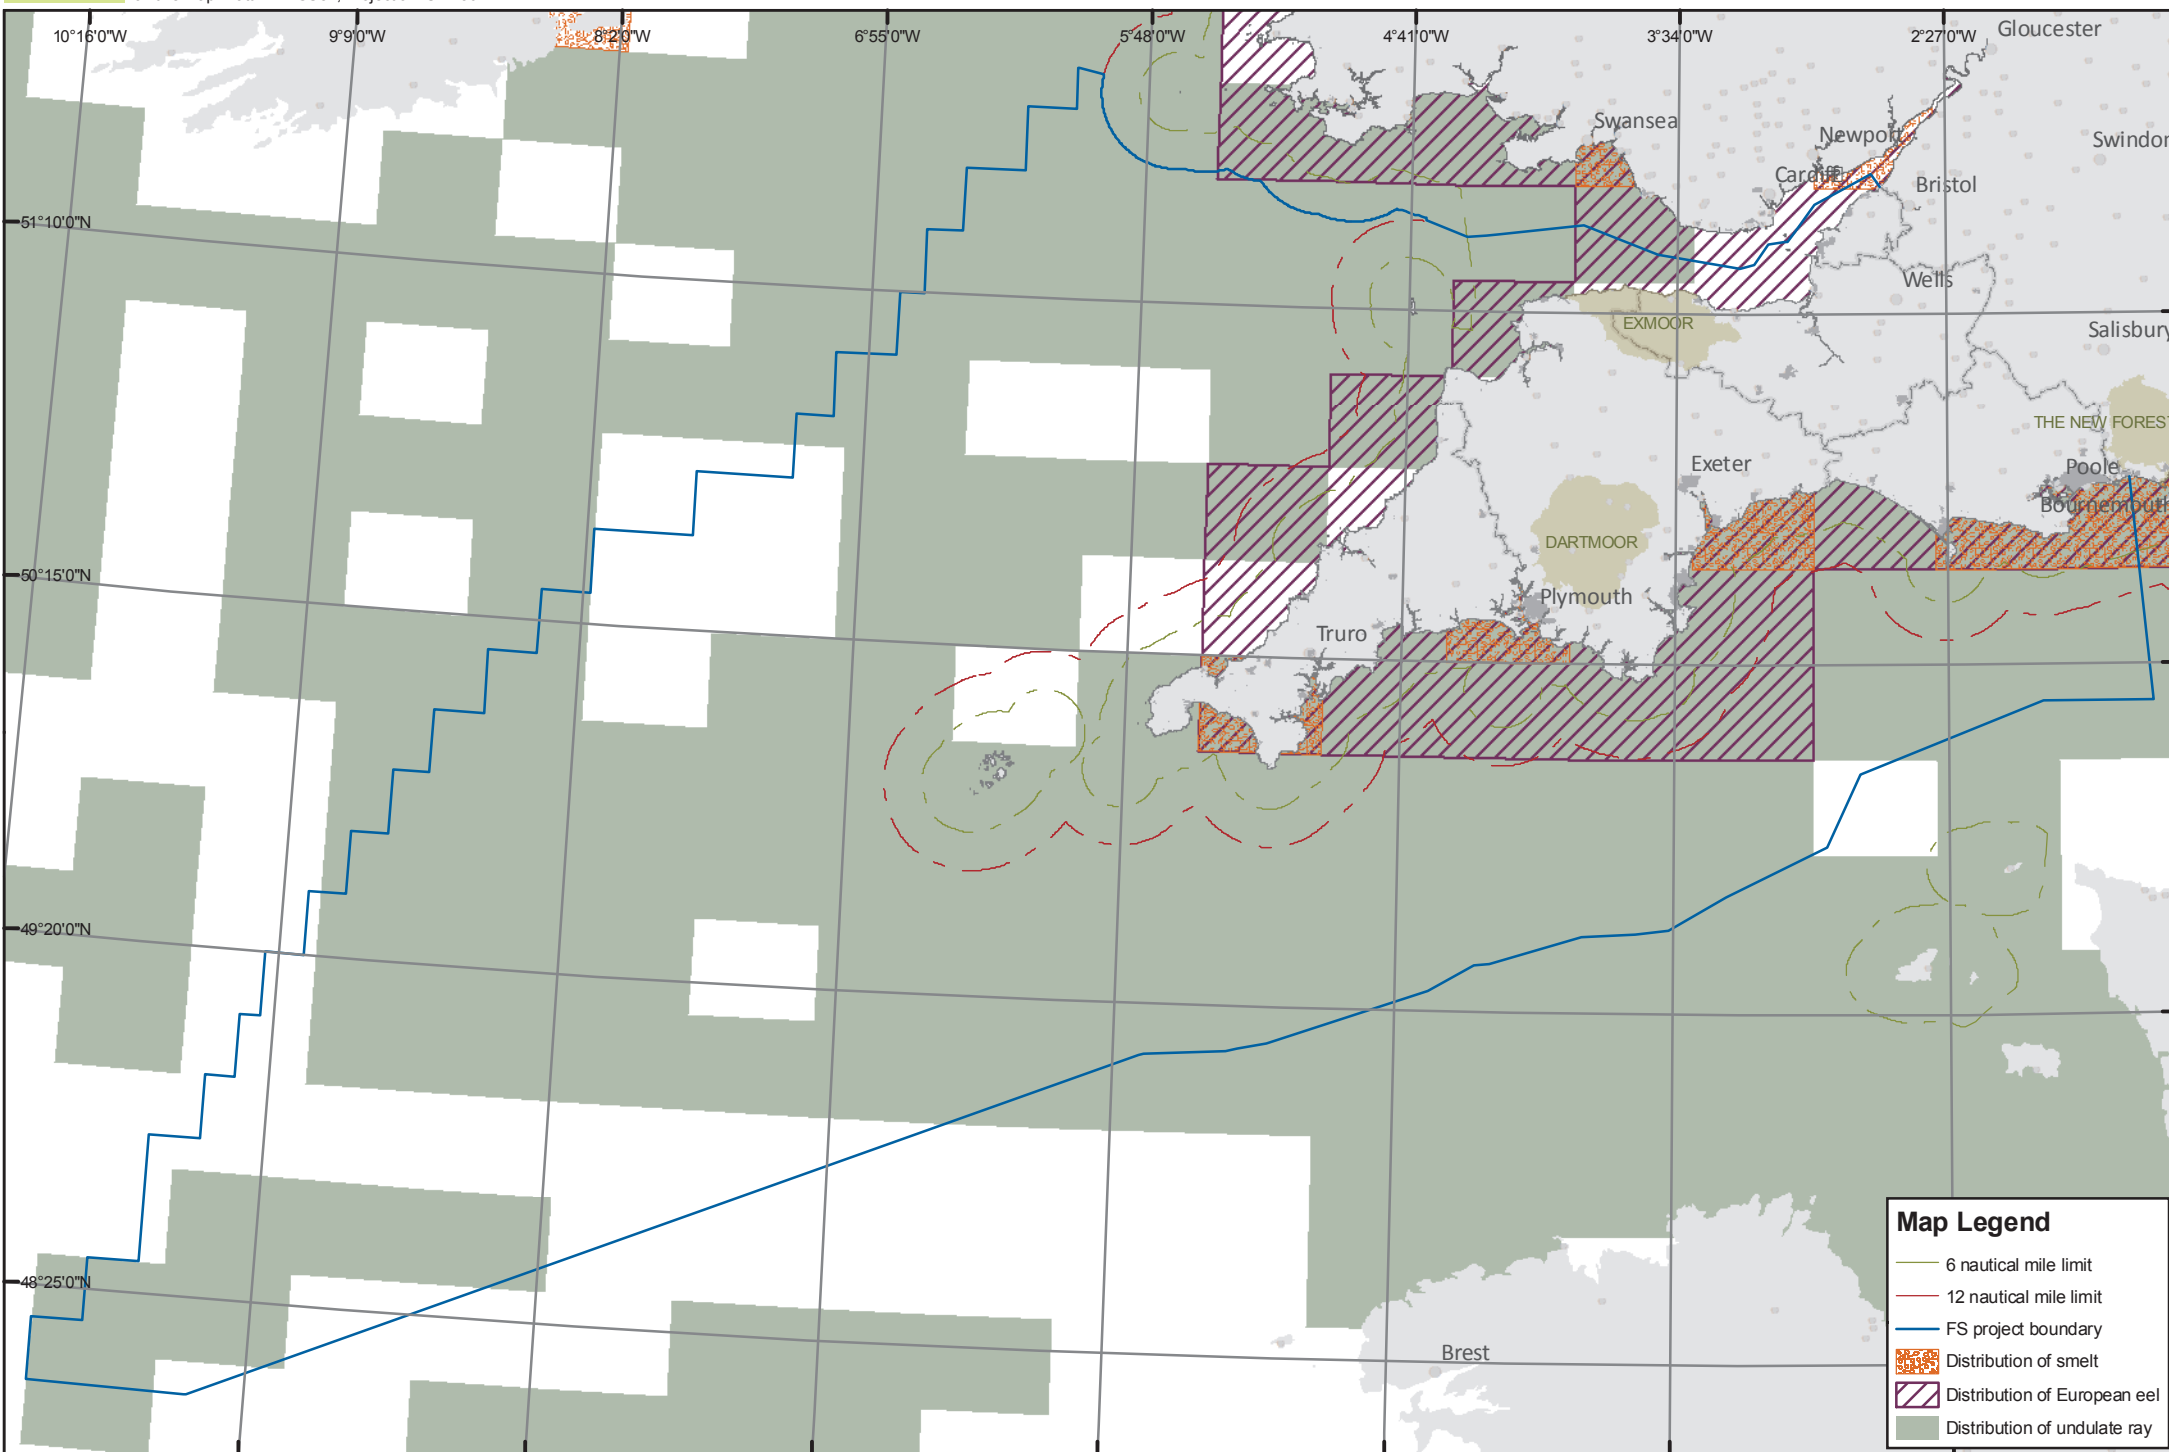 10°16'0"W
9°9'0"W
8°2'0"W
6°55'0"W
5°48'0"W
4°41'0"W
3°34'0"W
2°27'0"W
Gloucester
Swansea
Newport
Swindon
Cardiff
Bristol
51°10'0"N
Wells
EXMOOR
Salisbury
THE NEW FOREST
Exeter
Poole
Bournemouth
DARTMOOR
50°15'0"N
Plymouth
Truro
49°20'0"N
48°25'0"N
Brest
Map Legend
6 nautical mile limit
12 nautical mile limit
FS project boundary
Distribution of smelt
Distribution of European eel
Distribution of undulate ray